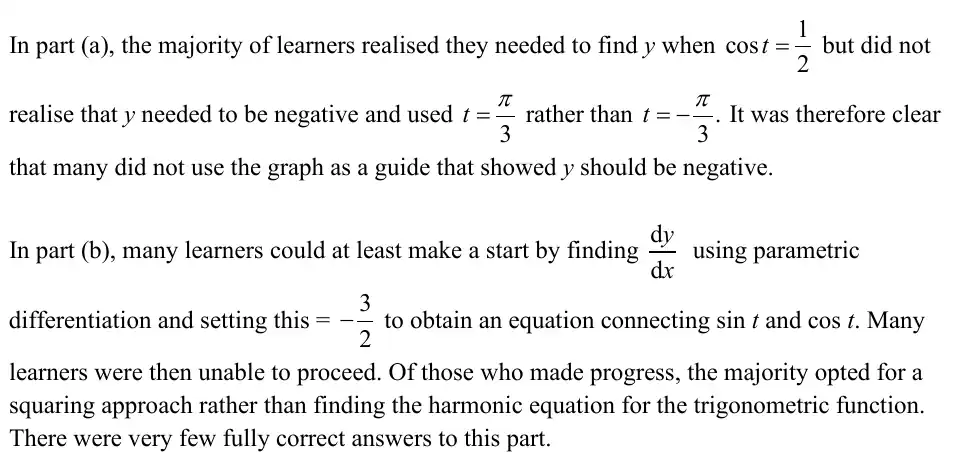 In part (a), the majority of learners realised they needed to find y when cos t = 1/2 but did not
realise that y needed to be negative and used t = π/3 rather than t = −π/3. It was therefore clear
that many did not use the graph as a guide that showed y should be negative.
In part (b), many learners could at least make a start by finding dy/dx using parametric
differentiation and setting this = −3/2 to obtain an equation connecting sin t and cos t. Many
learners were then unable to proceed. Of those who made progress, the majority opted for a
squaring approach rather than finding the harmonic equation for the trigonometric function.
There were very few fully correct answers to this part.